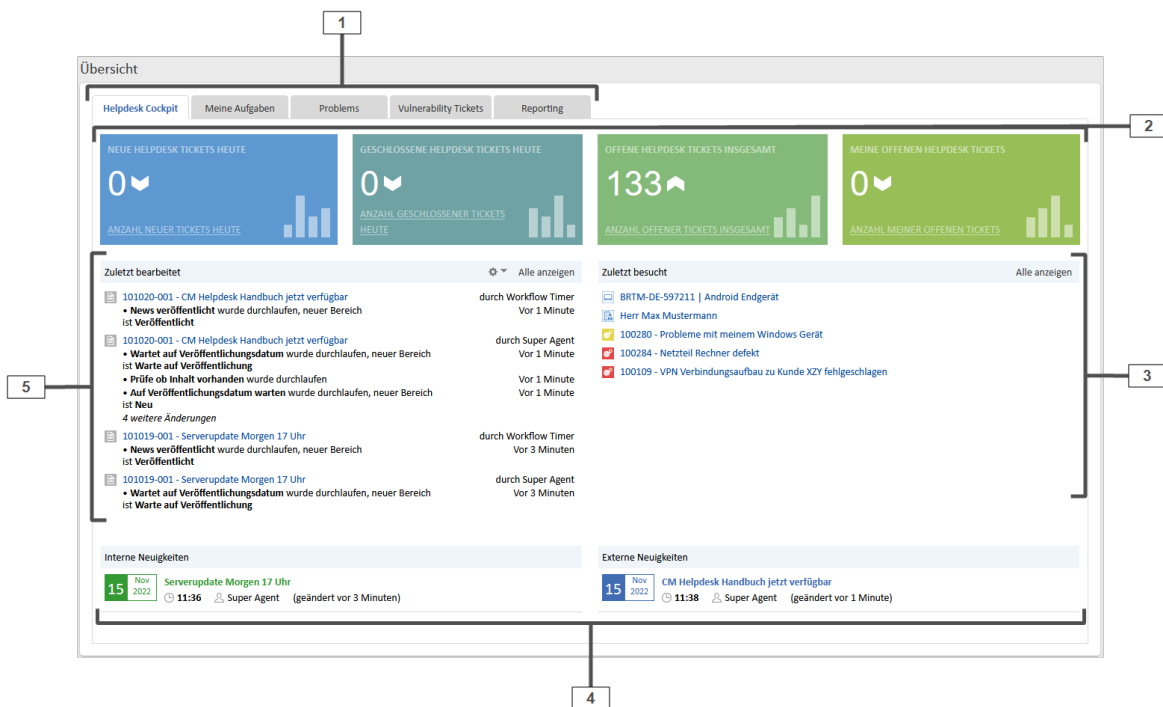 1
Übersicht
Helpdesk Cockpit
Meine Aufgaben
Problems
Vulnerability Tickets
Reporting
2
NEUE HELPDESK TICKETS HEUTE
0
ANZAHL NEUER TICKETS HEUTE
GESCHLOSSENE HELPDESK TICKETS HEUTE
0
ANZAHL GESCHLOSSENER TICKETS
HEUTE
OFFENE HELPDESK TICKETS INSGESAMT
133
ANZAHL OFFENER TICKETS INSGESAMT
MEINE OFFENEN HELPDESK TICKETS
0
ANZAHL MEINER OFFENEN TICKETS
5
Zuletzt bearbeitet
Alle anzeigen
101020-001 - CM Helpdesk Handbuch jetzt verfügbar
durch Workflow Timer
• News veröffentlicht wurde durchlaufen, neuer Bereich
Vor 1 Minute
ist Veröffentlicht
101020-001 - CM Helpdesk Handbuch jetzt verfügbar
durch Super Agent
• Wartet auf Veröffentlichungsdatum wurde durchlaufen, neuer Bereich
Vor 1 Minute
ist Warte auf Veröffentlichung
• Prüfe ob Inhalt vorhanden wurde durchlaufen
Vor 1 Minute
• Auf Veröffentlichungsdatum warten wurde durchlaufen, neuer Bereich
Vor 1 Minute
ist Neu
4 weitere Änderungen
101019-001 - Serverupdate Morgen 17 Uhr
durch Workflow Timer
• News veröffentlicht wurde durchlaufen, neuer Bereich
Vor 3 Minuten
ist Veröffentlicht
101019-001 - Serverupdate Morgen 17 Uhr
durch Super Agent
• Wartet auf Veröffentlichungsdatum wurde durchlaufen, neuer Bereich
Vor 3 Minuten
ist Warte auf Veröffentlichung
Zuletzt besucht
Alle anzeigen
BRTM-DE-597211 | Android Endgerät
Herr Max Mustermann
100280 - Probleme mit meinem Windows Gerät
100284 - Netzteil Rechner defekt
100109 - VPN Verbindungsaufbau zu Kunde XZY fehlgeschlagen
3
Interne Neuigkeiten
15
Nov
2022
Serverupdate Morgen 17 Uhr
11:36 Super Agent (geändert vor 3 Minuten)
Externe Neuigkeiten
15
Nov
2022
CM Helpdesk Handbuch jetzt verfügbar
11:38 Super Agent (geändert vor 1 Minute)
4